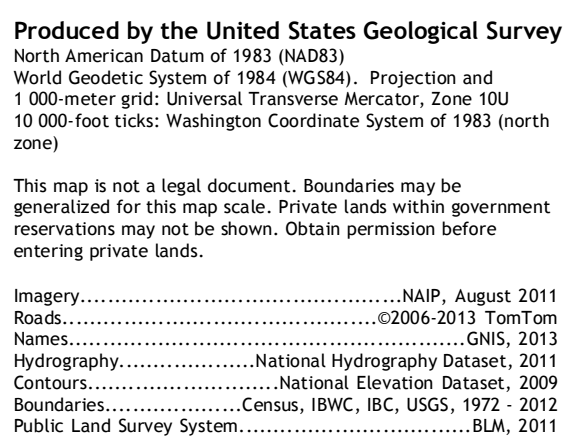 Produced by the United States Geological Survey
North American Datum of 1983 (NAD83)
World Geodetic System of 1984 (WGS84).  Projection and
1 000-meter grid: Universal Transverse Mercator, Zone 10U
10 000-foot ticks: Washington Coordinate System of 1983 (north
zone)
This map is not a legal document. Boundaries may be
generalized for this map scale. Private lands within government
reservations may not be shown. Obtain permission before
entering private lands.
Imagery..............................................NAIP, August 2011
Roads.............................................©2006-2013 TomTom
Names.........................................................GNIS, 2013
Hydrography....................National Hydrography Dataset, 2011
Contours............................National Elevation Dataset, 2009
Boundaries....................Census, IBWC, IBC, USGS, 1972 - 2012
Public Land Survey System..................................BLM, 2011